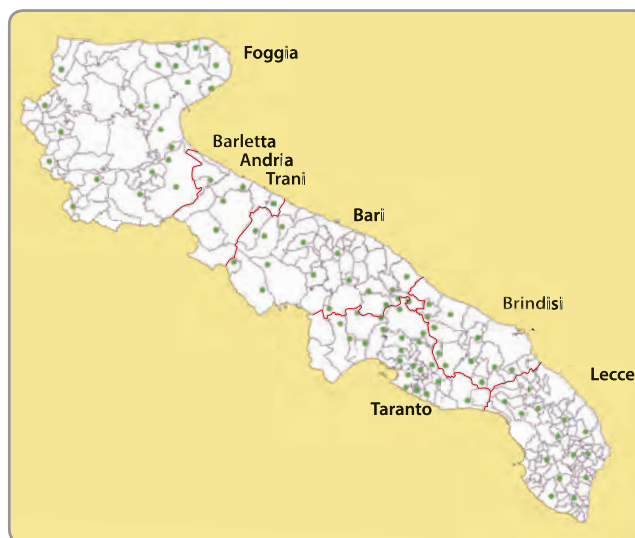 Foggia
Barletta
Andria
Trani
Bari
Brindisi
Lecce
Taranto